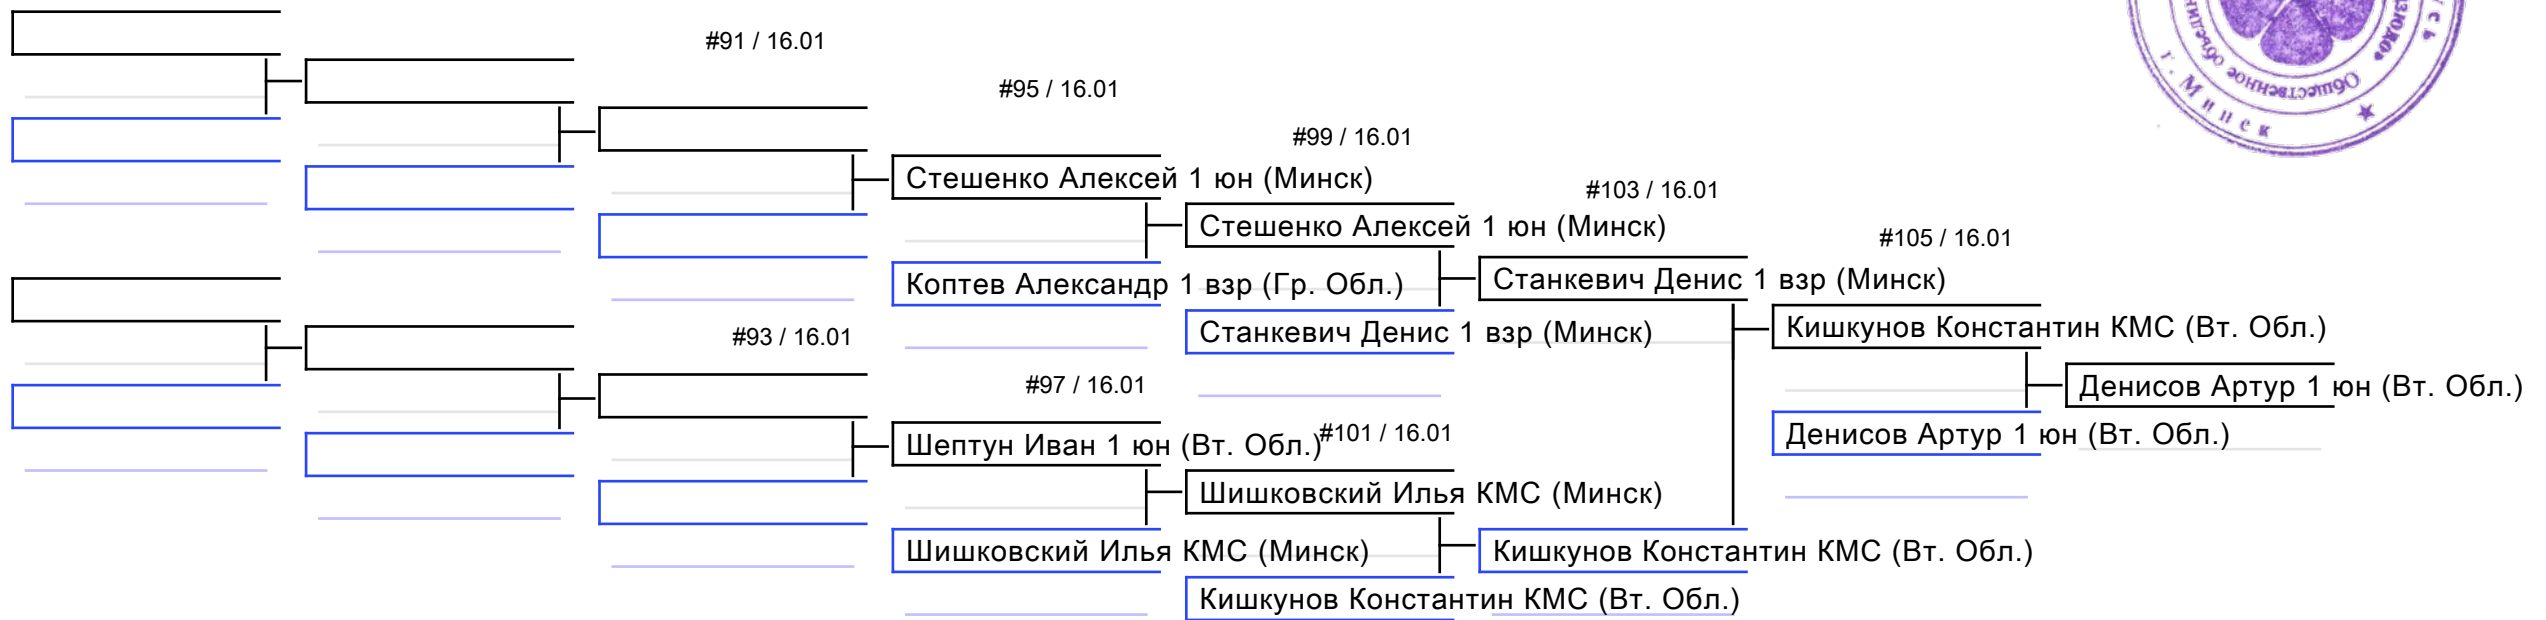 #91 / 16.01
#95 / 16.01
#99 / 16.01
Стешенко Алексей 1 юн (Минск)
#103 / 16.01
Стешенко Алексей 1 юн (Минск)
#105 / 16.01
Коптев Александр 1 взр (Гр. Обл.)
Станкевич Денис 1 взр (Минск)
Станкевич Денис 1 взр (Минск)
Кишкунов Константин КМС (Вт. Обл.)
#93 / 16.01
#97 / 16.01
Денисов Артур 1 юн (Вт. Обл.)
Шептун Иван 1 юн (Вт. Обл.)
#101 / 16.01
Денисов Артур 1 юн (Вт. Обл.)
Шишковский Илья КМС (Минск)
Шишковский Илья КМС (Минск)
Кишкунов Константин КМС (Вт. Обл.)
Кишкунов Константин КМС (Вт. Обл.)
г. Минск
Общественное